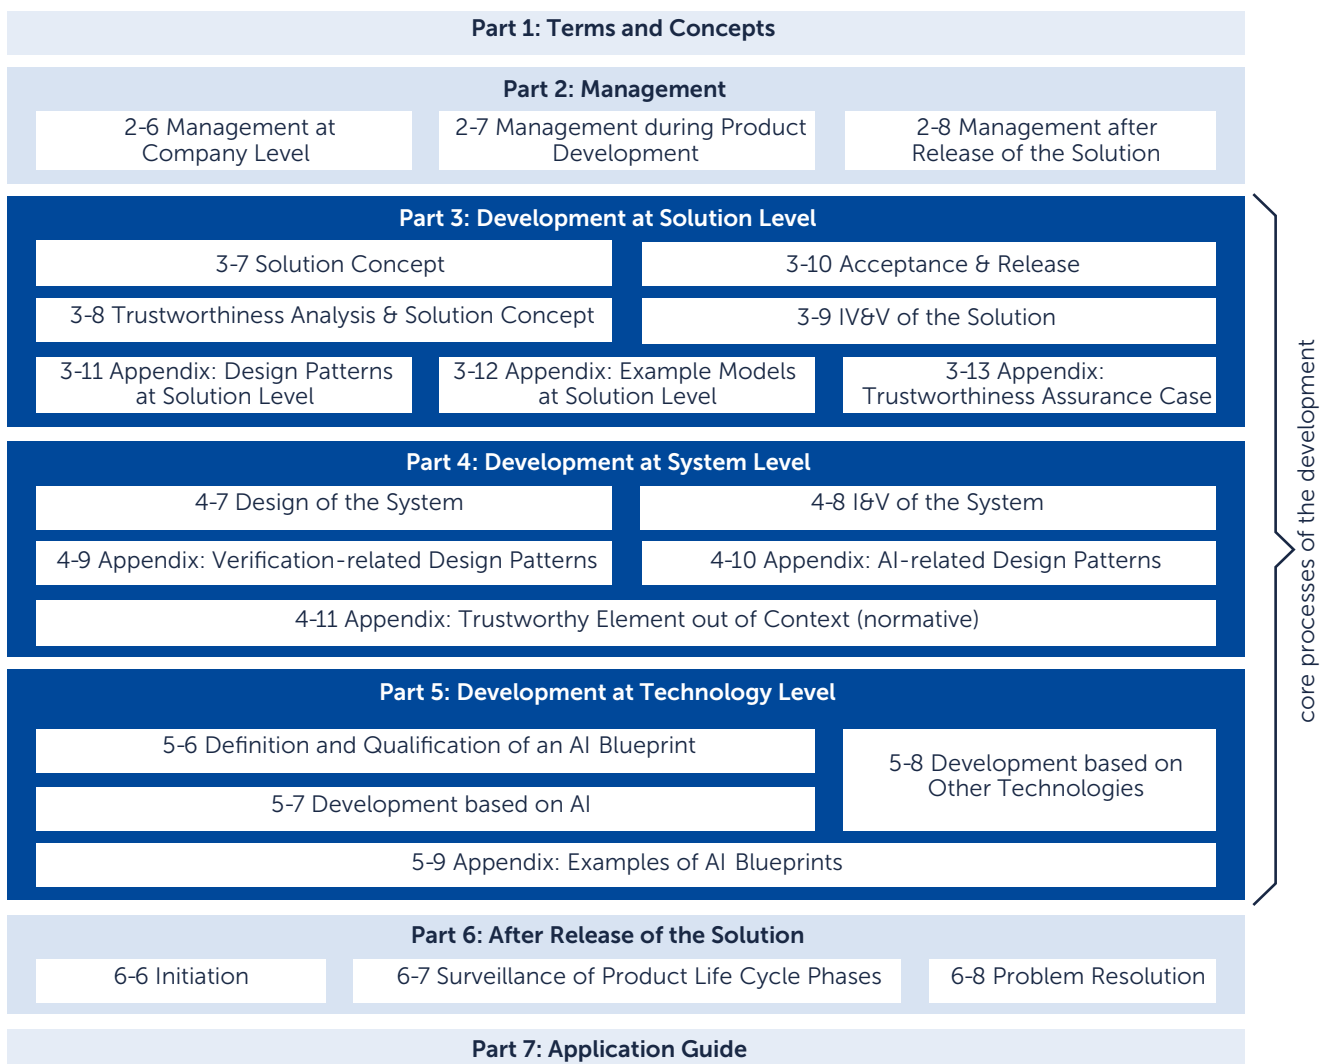 Part 1: Terms and Concepts
Part 2: Management
2-6 Management at
Company Level
2-7 Management during Product
Development
2-8 Management after
Release of the Solution
Part 3: Development at Solution Level
3-7 Solution Concept
3-10 Acceptance & Release
3-8 Trustworthiness Analysis & Solution Concept
3-9 IV&V of the Solution
3-11 Appendix: Design Patterns
at Solution Level
3-12 Appendix: Example Models
at Solution Level
3-13 Appendix:
Trustworthiness Assurance Case
Part 4: Development at System Level
4-7 Design of the System
4-8 I&V of the System
4-9 Appendix: Verification-related Design Patterns
4-10 Appendix: AI-related Design Patterns
4-11 Appendix: Trustworthy Element out of Context (normative)
Part 5: Development at Technology Level
5-6 Definition and Qualification of an AI Blueprint
5-7 Development based on AI
5-8 Development based on
Other Technologies
5-9 Appendix: Examples of AI Blueprints
core processes of the development
Part 6: After Release of the Solution
6-6 Initiation
6-7 Surveillance of Product Life Cycle Phases
6-8 Problem Resolution
Part 7: Application Guide